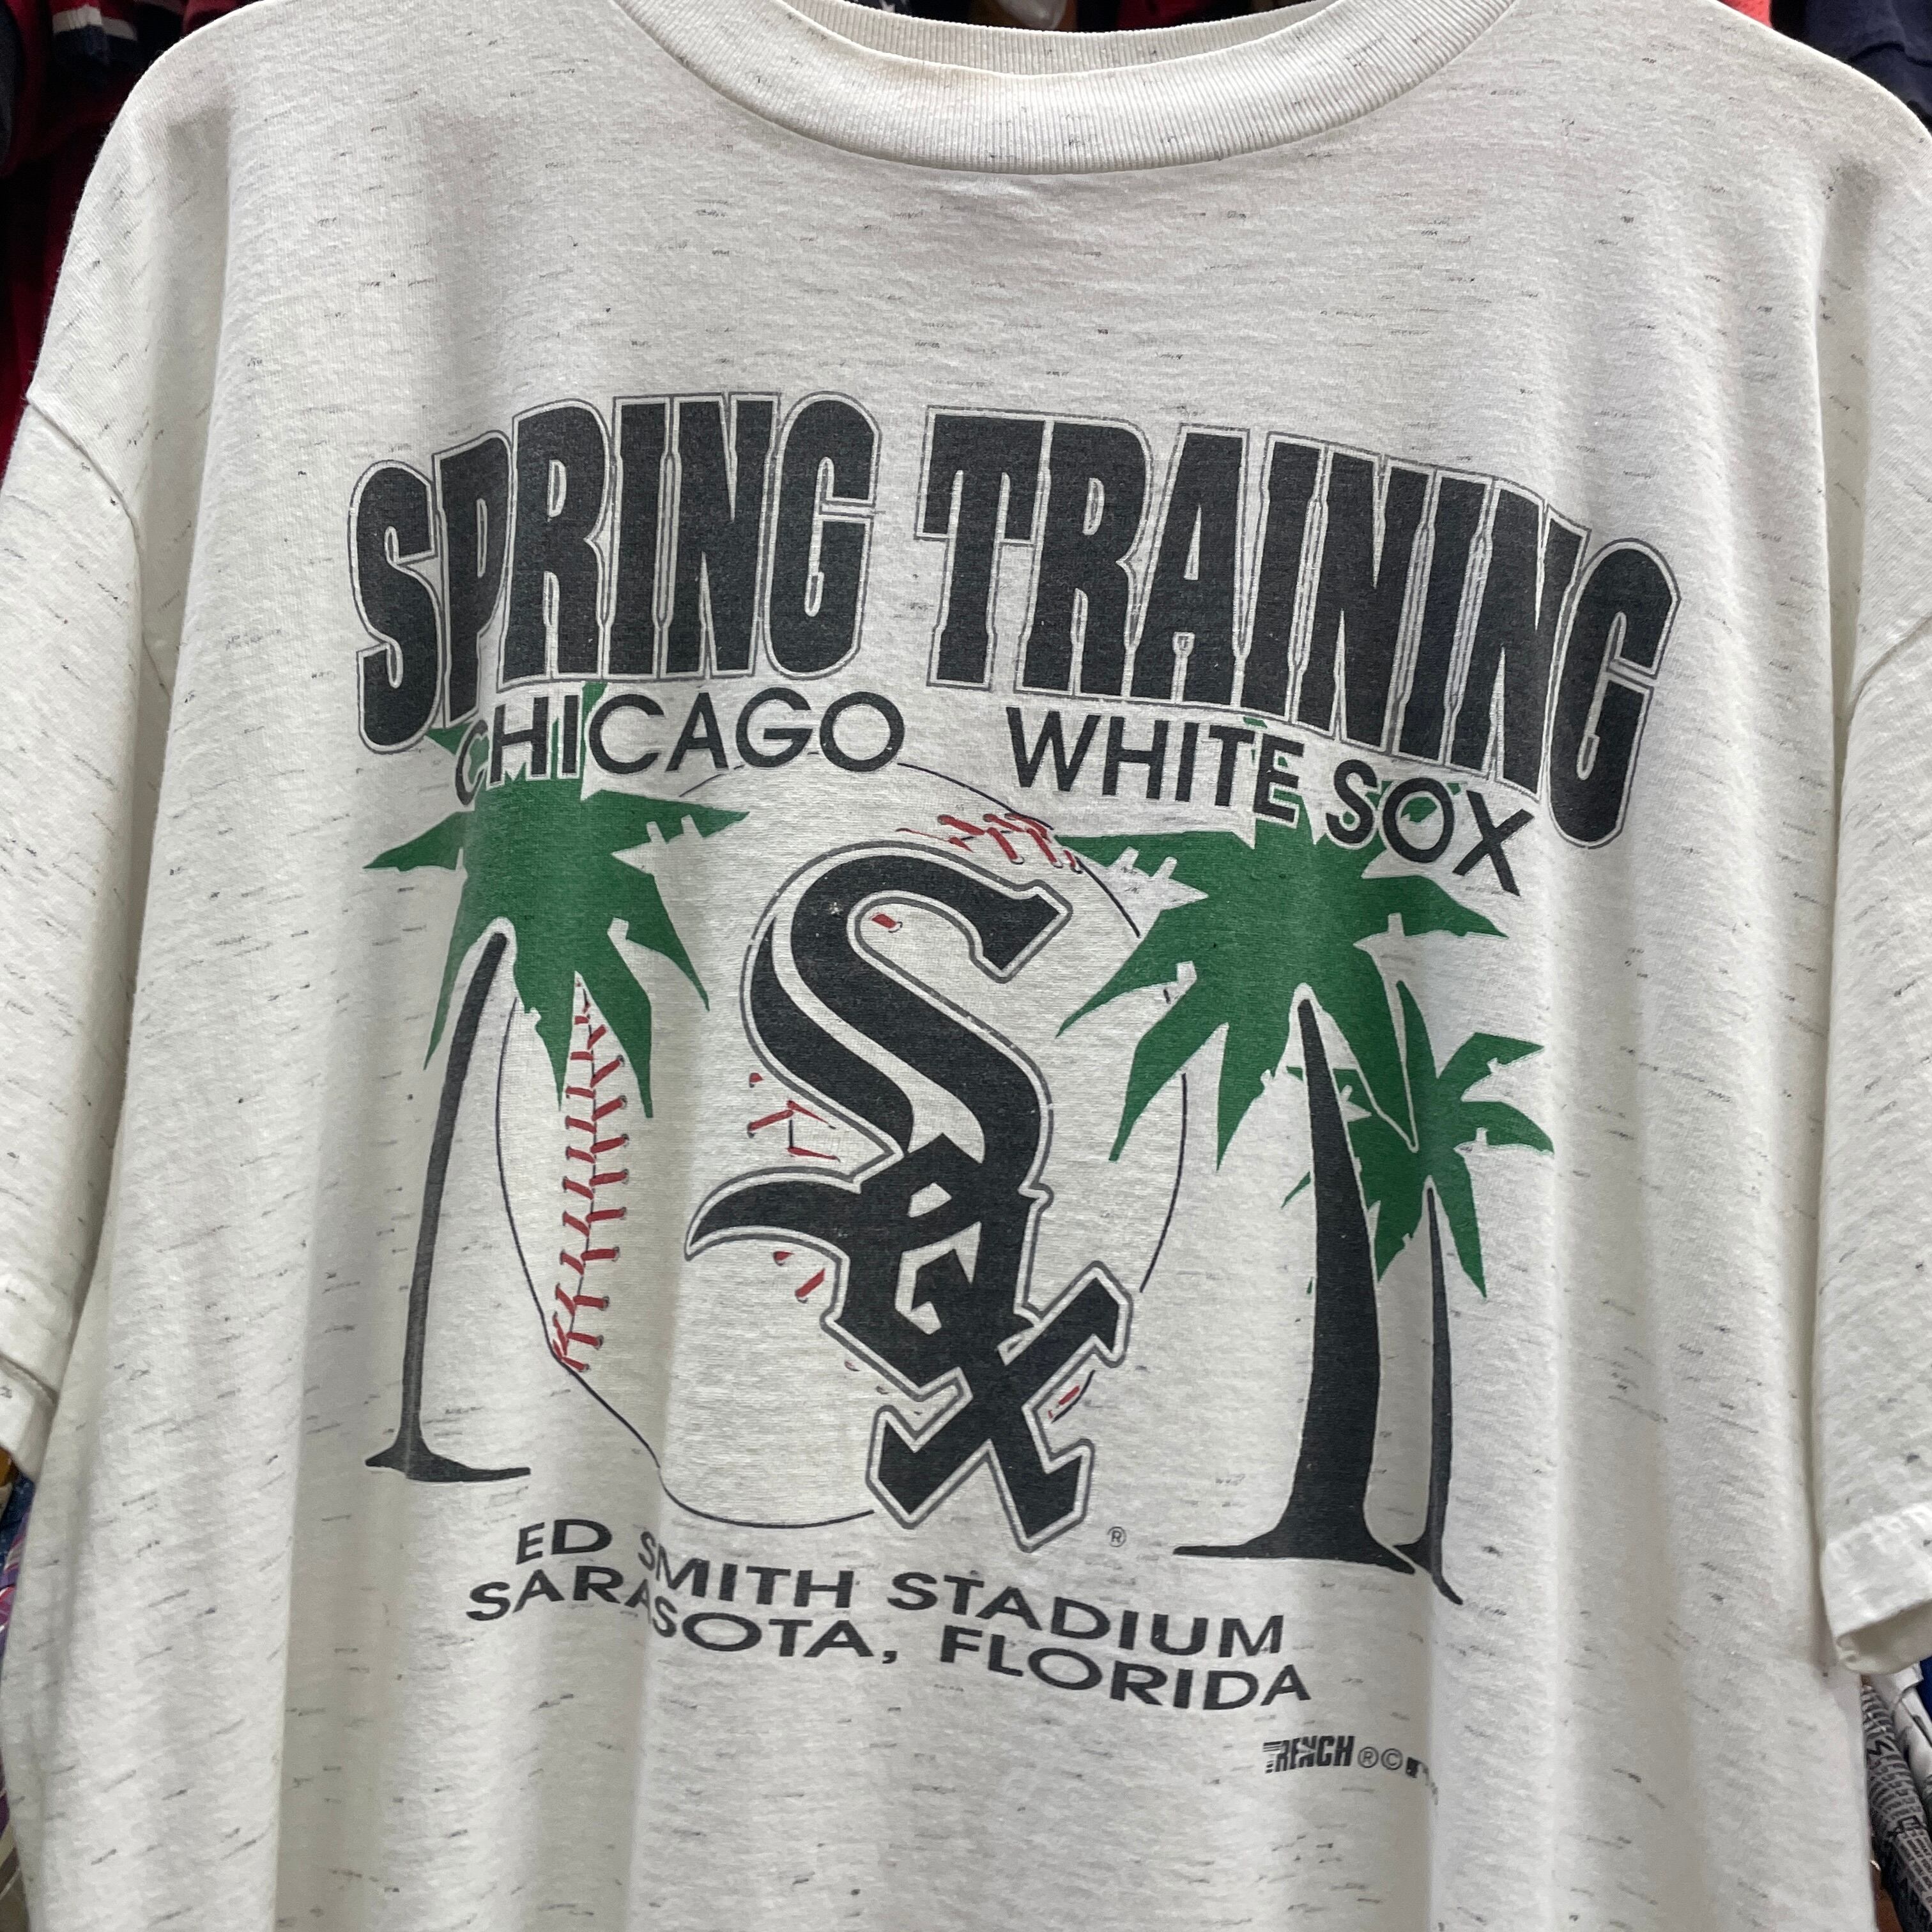 SPRING TRAINING
CHICAGO WHITE SOX
SOX ®
ED SMITH STADIUM
SARASOTA, FLORIDA
TRENCH ®©